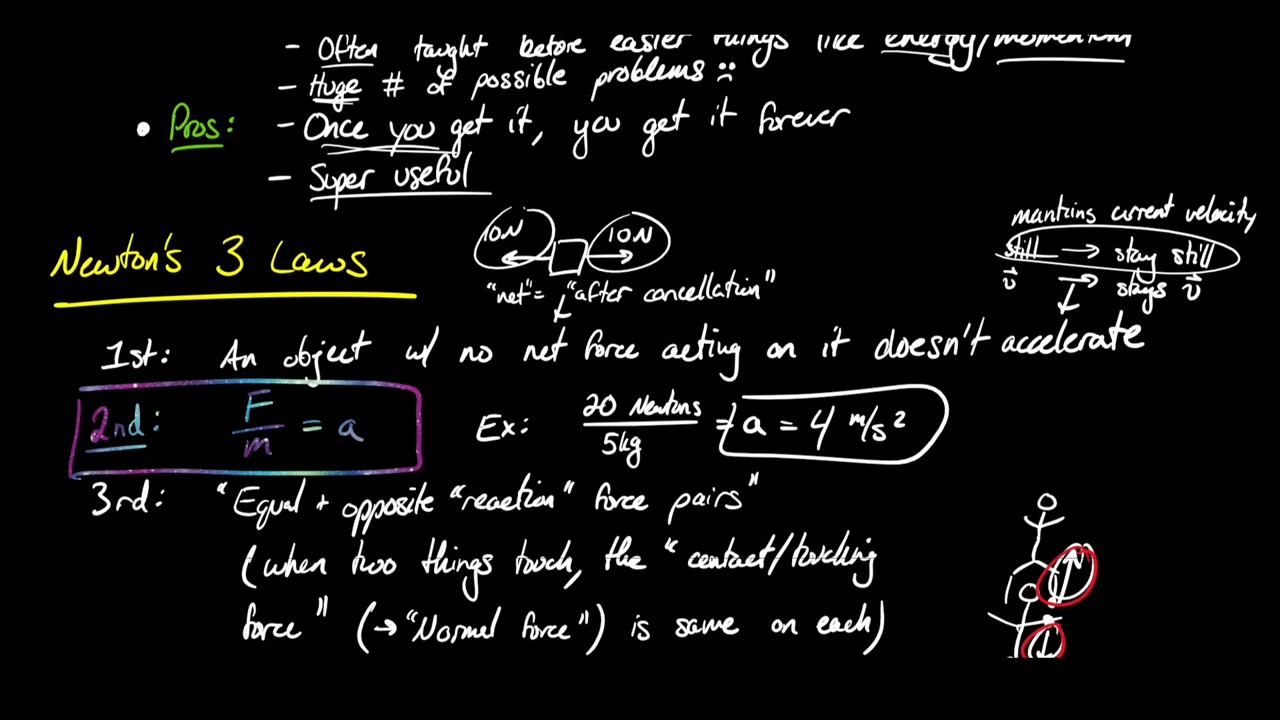 - Often taught before easier things like energy/momentum
- Huge # of possible problems :(
• Pros: - Once you get it, you get it forever
- Super useful
Newton's 3 Laws
10N 10N
"net" = "after cancellation"
mantains current velocity
still → stay still
v⃗ → stays v⃗
1st: An object w/ no net force acting on it doesn't accelerate
2nd: F/m = a
Ex: 20 Newtons / 5kg = a = 4 m/s²
3rd: "Equal + opposite "reaction" force pairs"
(when two things touch, the "contact/touching
force" (→ "Normal force") is same on each)